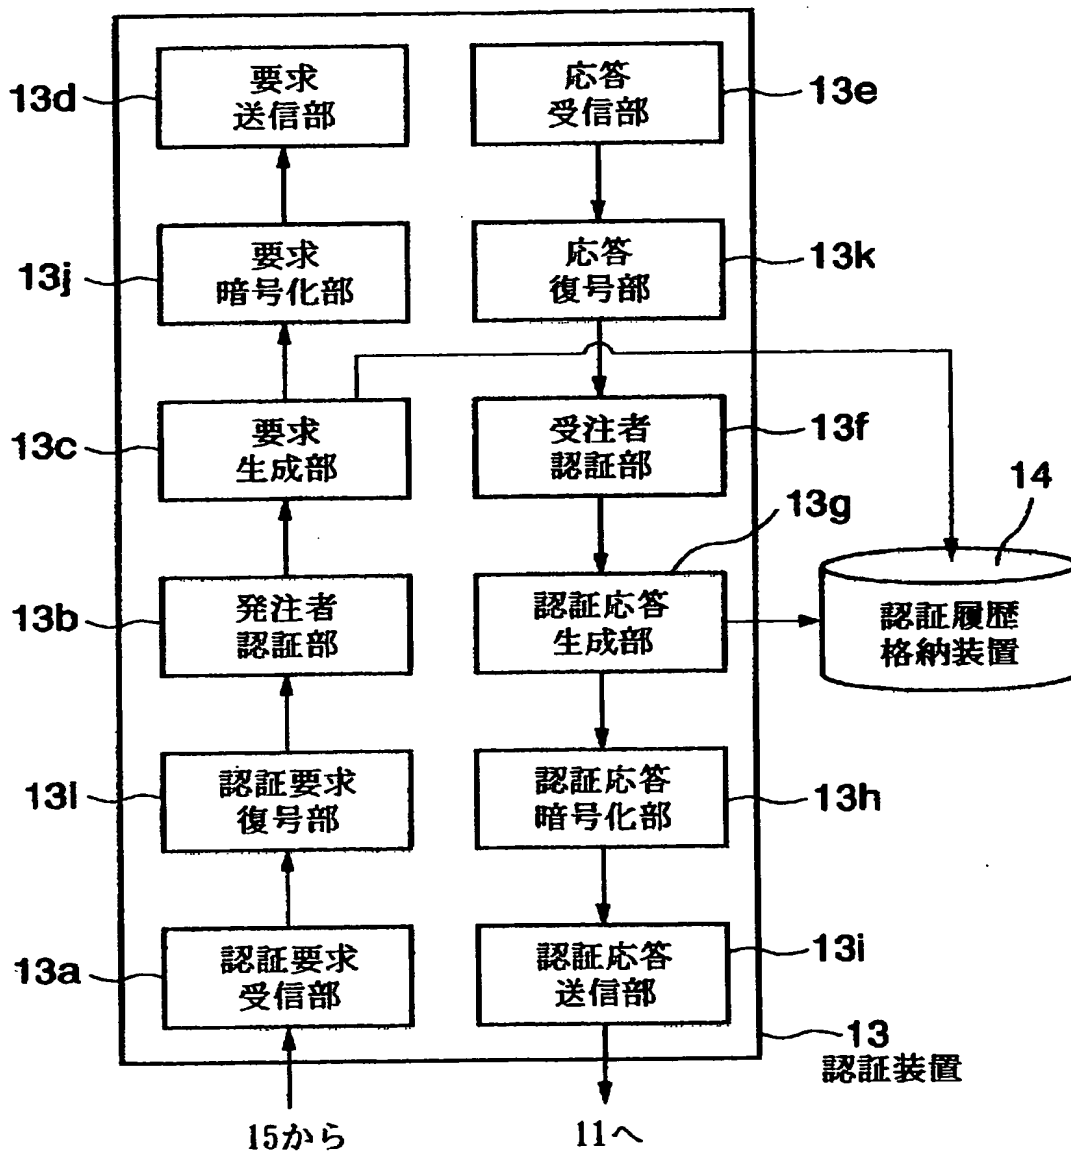 13d
要求
送信部
応答
受信部
13e
13j
要求
暗号化部
応答
復号部
13k
13c
要求
生成部
受注者
認証部
13f
13g
14
13b
発注者
認証部
認証応答
生成部
認証履歴
格納装置
13l
認証要求
復号部
認証応答
暗号化部
13h
13a
認証要求
受信部
認証応答
送信部
13i
13
認証装置
15から
11へ